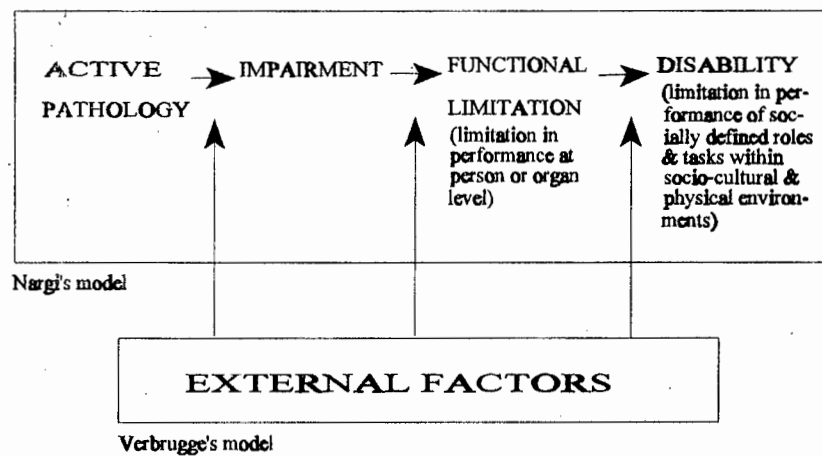 ACTIVE
PATHOLOGY
IMPAIRMENT
FUNCTIONAL
LIMITATION
(limitation in
performance at
person or organ
level)
DISABILITY
(limitation in per-
formance of soc-
ially defined roles
& tasks within
socio-cultural &
physical environ-
ments)
Nargi's model
EXTERNAL FACTORS
Verbrugge's model